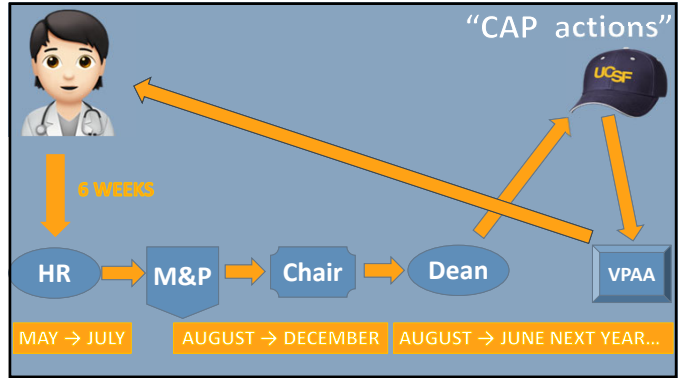 “CAP actions”
UCSF
6 WEEKS
HR
M&P
Chair
Dean
VPAA
MAY → JULY
AUGUST → DECEMBER
AUGUST → JUNE NEXT YEAR…